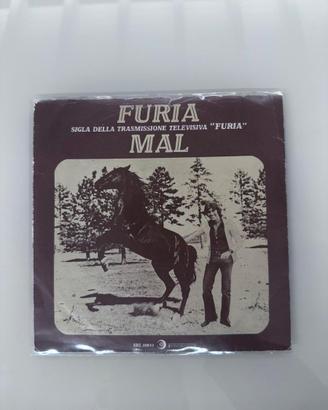 FURIA
SIGLA DELLA TRASMISSIONE TELEVISIVA "FURIA"
MAL